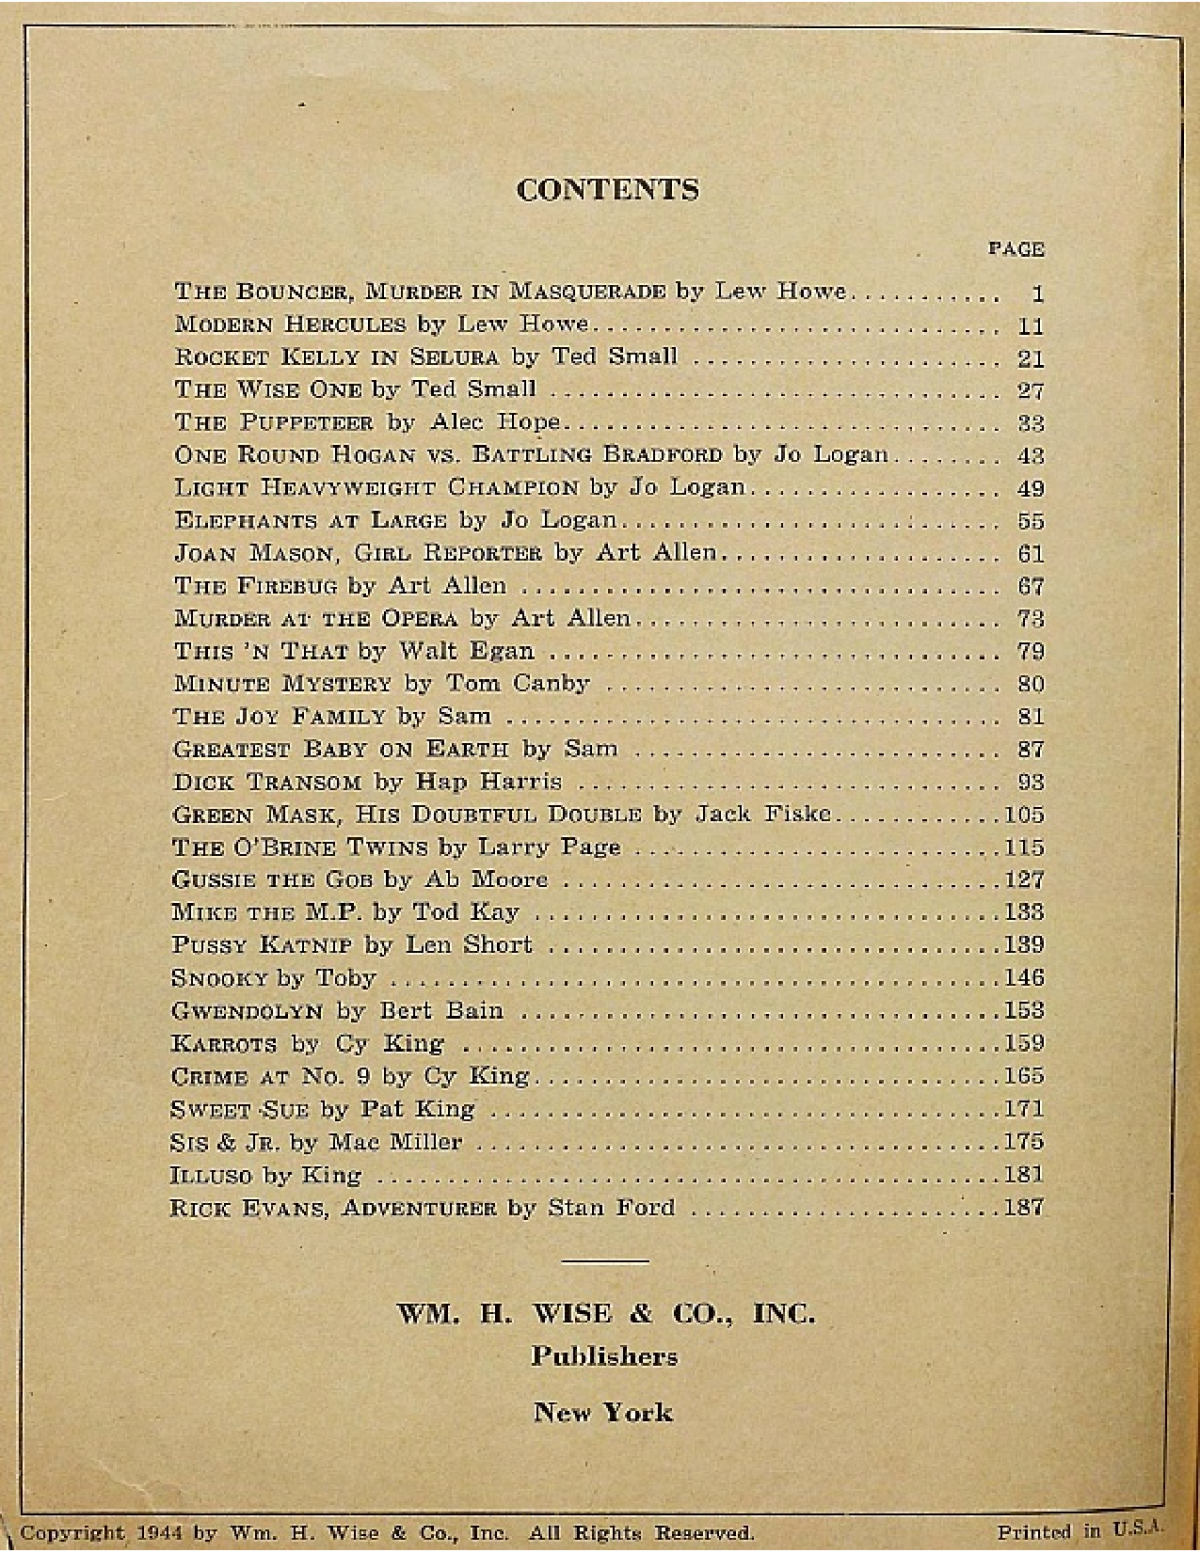 CONTENTS
PAGE
THE BOUNCER, MURDER IN MASQUERADE by Lew Howe........... 1
MODERN HERCULES by Lew Howe............................ 11
ROCKET KELLY IN SELURA by Ted Small ...................... 21
THE WISE ONE by Ted Small ................................ 27
THE PUPPETEER by Alec Hope............................... 33
ONE ROUND HOGAN VS. BATTLING BRADFORD by Jo Logan........ 43
LIGHT HEAVYWEIGHT CHAMPION by Jo Logan.................. 49
ELEPHANTS AT LARGE by Jo Logan........................... 55
JOAN MASON, GIRL REPORTER by Art Allen.................... 61
THE FIREBUG by Art Allen .................................. 67
MURDER AT THE OPERA by Art Allen.......................... 73
THIS 'N THAT by Walt Egan ................................ 79
MINUTE MYSTERY by Tom Canby ............................ 80
THE JOY FAMILY by Sam ................................... 81
GREATEST BABY ON EARTH by Sam .......................... 87
DICK TRANSOM by Hap Harris .............................. 93
GREEN MASK, HIS DOUBTFUL DOUBLE by Jack Fiske............105
THE O'BRINE TWINS by Larry Page ..........................115
GUSSIE THE GOB by Ab Moore ...............................127
MIKE THE M.P. by Tod Kay .................................133
PUSSY KATNIP by Len Short ................................139
SNOOKY by Toby ...........................................146
GWENDOLYN by Bert Bain ..................................153
KARROTS by Cy King ......................................159
CRIME AT NO. 9 by Cy King.................................165
SWEET SUE by Pat King ....................................171
SIS & JR. by Mac Miller .....................................175
ILLUSO by King ............................................181
RICK EVANS, ADVENTURER by Stan Ford ......................187
WM. H. WISE & CO., INC.
Publishers
New York
Copyright 1944 by Wm. H. Wise & Co., Inc. All Rights Reserved. Printed in U.S.A.